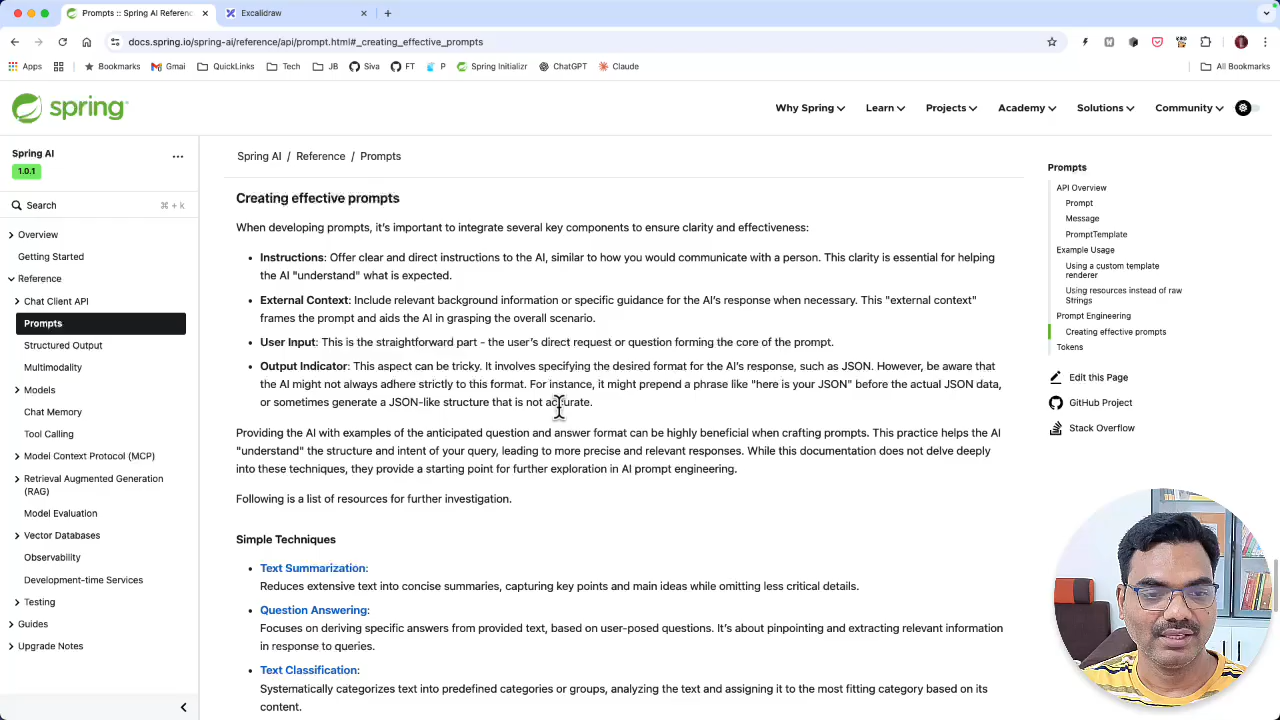 Prompts :: Spring AI Referenc
Excalidraw
docs.spring.io/spring-ai/reference/api/prompt.html#_creating_effective_prompts
Apps
Bookmarks
Gmai
QuickLinks
Tech
JB
Siva
FT
P
Spring Initializr
ChatGPT
Claude
All Bookmarks
spring
Why Spring
Learn
Projects
Academy
Solutions
Community
Spring AI
1.0.1
Search
⌘ + k
Overview
Getting Started
Reference
Chat Client API
Prompts
Structured Output
Multimodality
Models
Chat Memory
Tool Calling
Model Context Protocol (MCP)
Retrieval Augmented Generation
(RAG)
Model Evaluation
Vector Databases
Observability
Development-time Services
Testing
Guides
Upgrade Notes
Spring AI / Reference / Prompts
Creating effective prompts
When developing prompts, it’s important to integrate several key components to ensure clarity and effectiveness:
• Instructions: Offer clear and direct instructions to the AI, similar to how you would communicate with a person. This clarity is essential for helping
the AI "understand" what is expected.
• External Context: Include relevant background information or specific guidance for the AI’s response when necessary. This "external context"
frames the prompt and aids the AI in grasping the overall scenario.
• User Input: This is the straightforward part - the user’s direct request or question forming the core of the prompt.
• Output Indicator: This aspect can be tricky. It involves specifying the desired format for the AI’s response, such as JSON. However, be aware that
the AI might not always adhere strictly to this format. For instance, it might prepend a phrase like "here is your JSON" before the actual JSON data,
or sometimes generate a JSON-like structure that is not accurate.
Providing the AI with examples of the anticipated question and answer format can be highly beneficial when crafting prompts. This practice helps the AI
"understand" the structure and intent of your query, leading to more precise and relevant responses. While this documentation does not delve deeply
into these techniques, they provide a starting point for further exploration in AI prompt engineering.
Following is a list of resources for further investigation.
Simple Techniques
• Text Summarization:
Reduces extensive text into concise summaries, capturing key points and main ideas while omitting less critical details.
• Question Answering:
Focuses on deriving specific answers from provided text, based on user-posed questions. It’s about pinpointing and extracting relevant information
in response to queries.
• Text Classification:
Systematically categorizes text into predefined categories or groups, analyzing the text and assigning it to the most fitting category based on its
content.
Prompts
API Overview
Prompt
Message
PromptTemplate
Example Usage
Using a custom template
renderer
Using resources instead of raw
Strings
Prompt Engineering
Creating effective prompts
Tokens
Edit this Page
GitHub Project
Stack Overflow